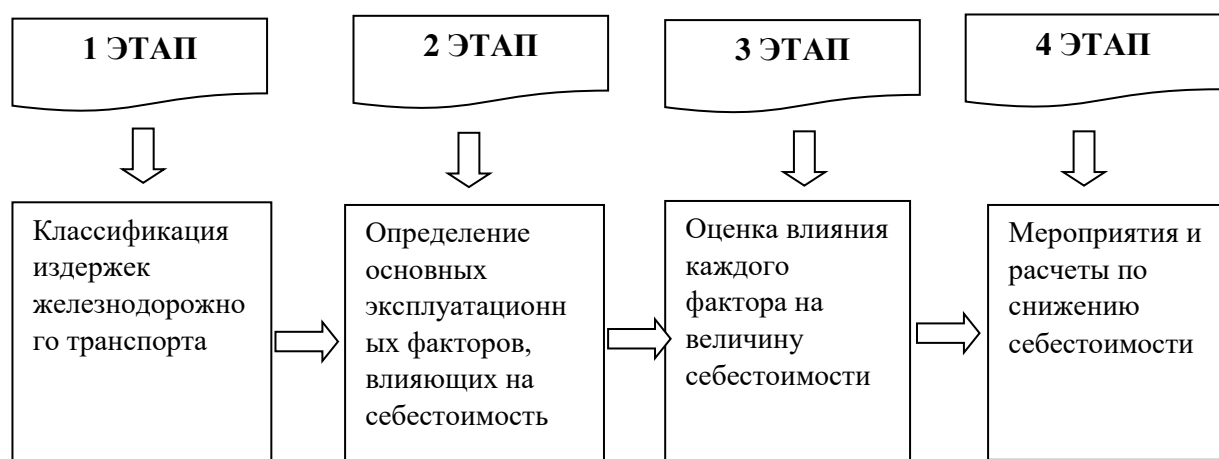 1 ЭТАП
2 ЭТАП
3 ЭТАП
4 ЭТАП
Классификация
издержек
железнодорожно
го транспорта
Определение
основных
эксплуатационн
ых факторов,
влияющих на
себестоимость
Оценка влияния
каждого
фактора на
величину
себестоимости
Мероприятия и
расчеты по
снижению
себестоимости